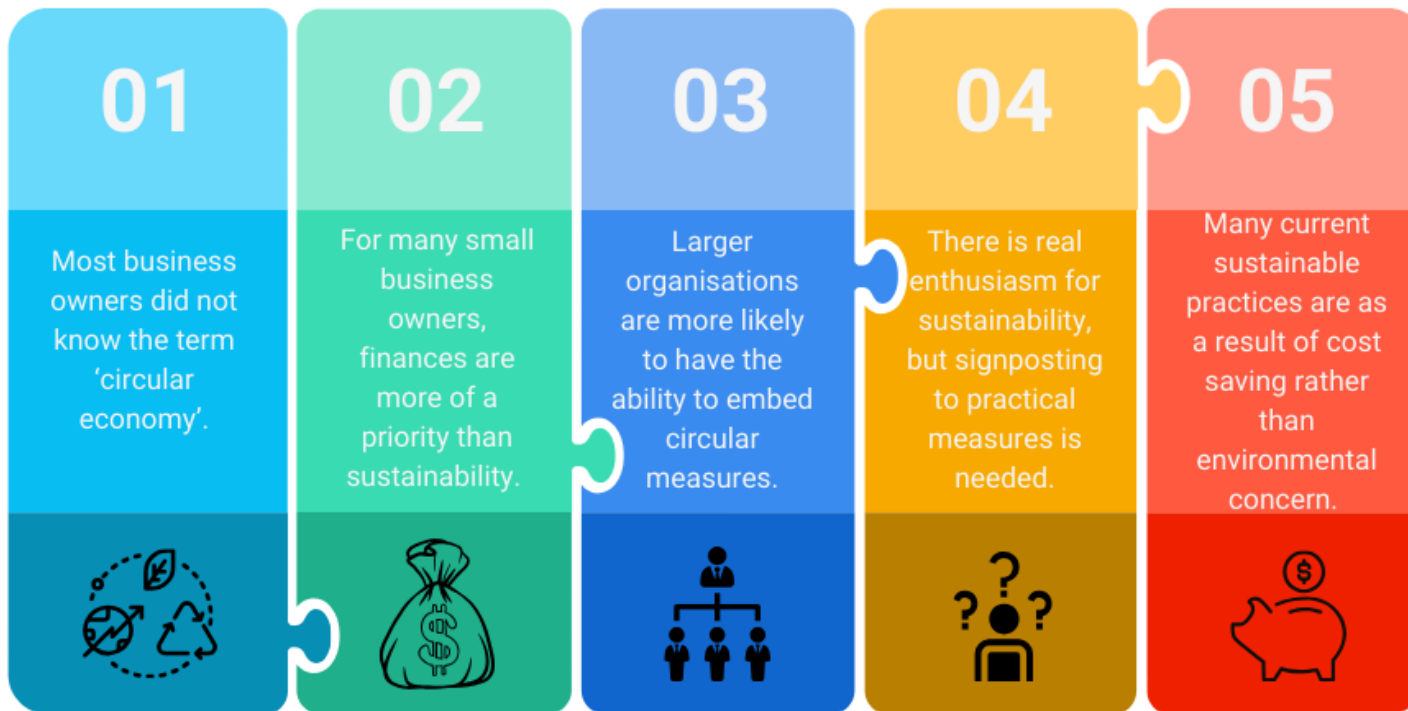 01
Most business
owners did not
know the term
‘circular
economy’.
02
For many small
business
owners,
finances are
more of a
priority than
sustainability.
$
03
Larger
organisations
are more likely
to have the
ability to embed
circular
measures.
04
There is real
enthusiasm for
sustainability,
but signposting
to practical
measures is
needed.
? ? ?
05
Many current
sustainable
practices are as
a result of cost
saving rather
than
environmental
concern.
$